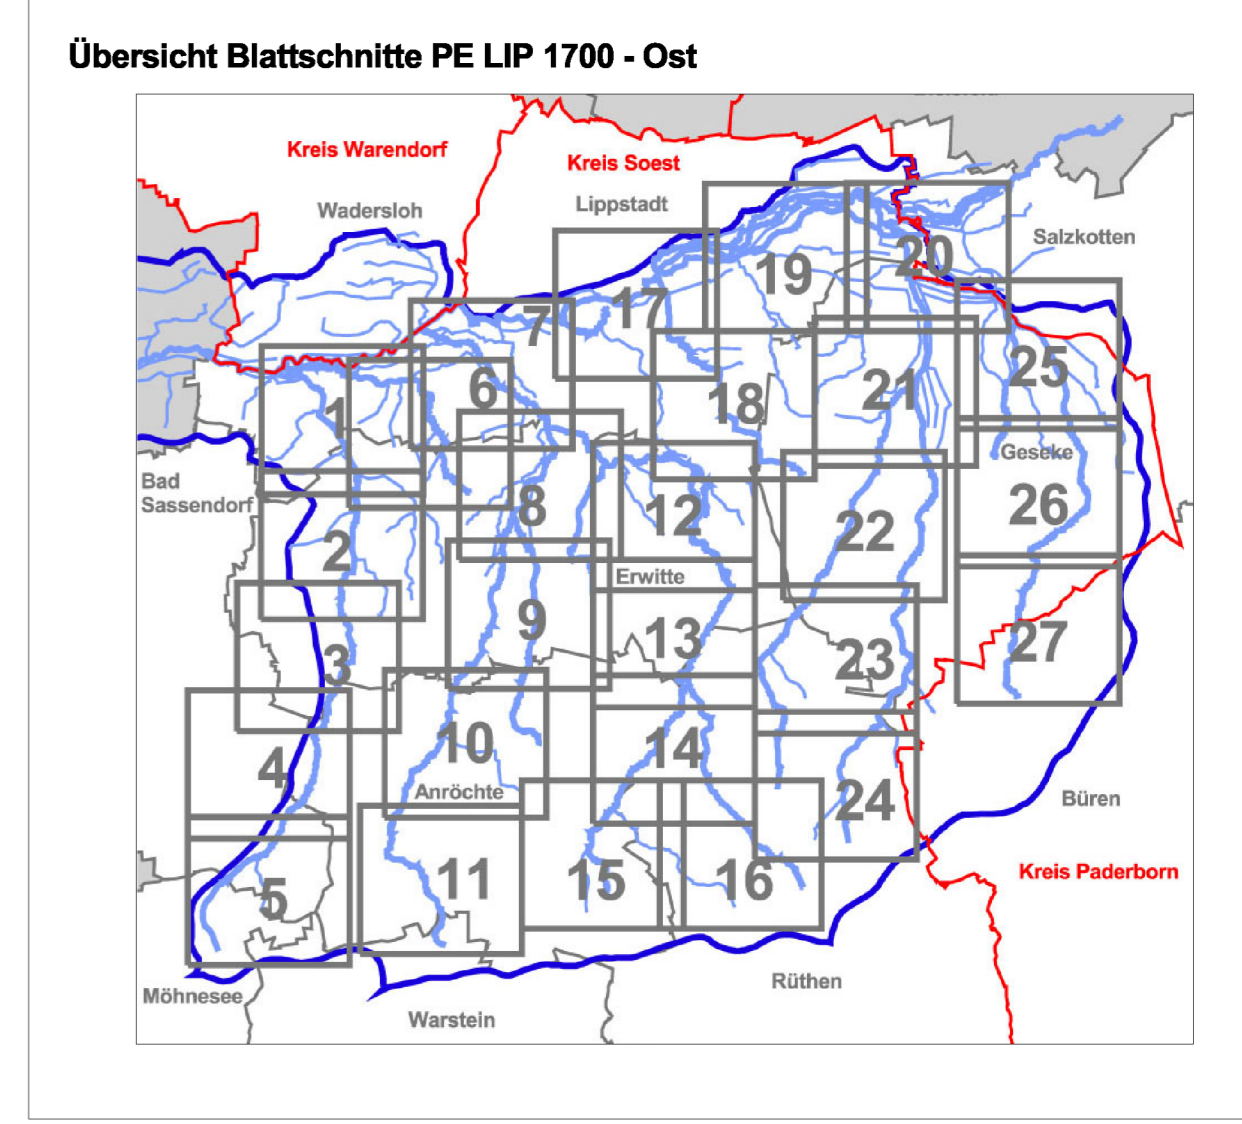 Übersicht Blattschnitte PE LIP 1700 - Ost
Kreis Warendorf
Kreis Soest
Wadersloh
Lippstadt
Salzkotten
20
19
17
7
25
6
21
18
1
Geseke
Bad
Sassendorf
26
8
12
22
2
Erwitte
9
13
27
3
23
10
14
4
Anröchte
24
Büren
Kreis Paderborn
11
15
16
5
Möhnesee
Rüthen
Warstein